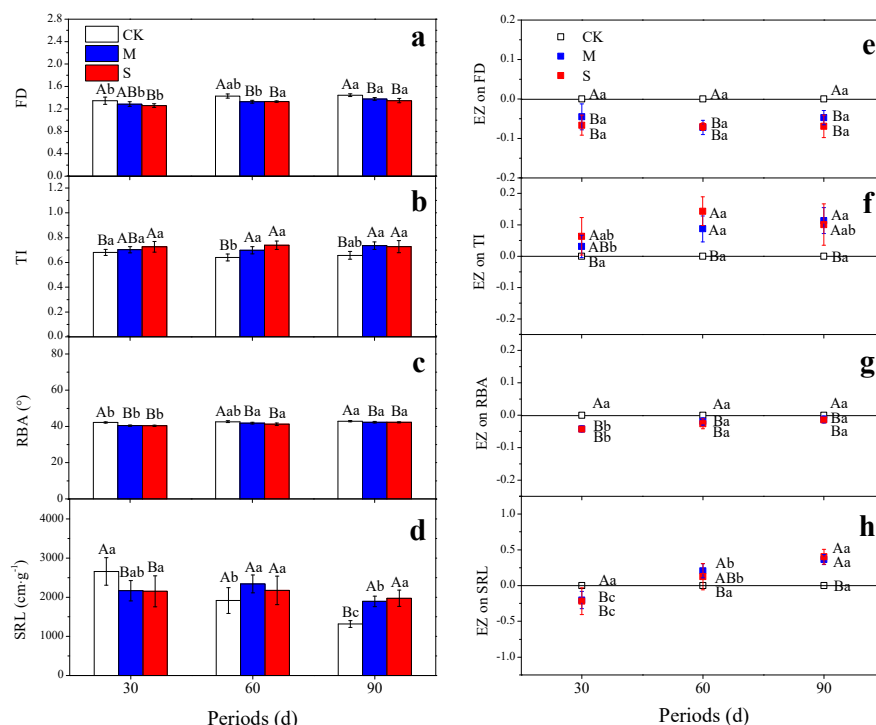 2.8
2.4
2.0
1.6
1.2
0.8
0.4
0.0
FD
CK
M
S
a
Ab ABb Bb
Aab Bb Ba
Aa Ba Ba
1.2
1.0
0.8
0.6
0.4
0.2
0.0
TI
b
Ba ABa Aa
Bb Aa Aa
Bab Aa Aa
80
60
40
20
0
RBA (°)
c
Ab Bb Bb
Aab Ba Ba
Aa Ba Ba
4000
3000
2000
1000
0
SRL (cm·g⁻¹)
d
Aa Bab Ba
Ab Aa Aa
Bc Ab Aa
30 60 90
Periods (d)
0.2
0.1
0.0
-0.1
-0.2
EZ on FD
CK
M
S
e
Aa
Ba
Ba
Aa
Ba
Ba
Aa
Ba
Ba
0.2
0.1
0.0
-0.1
-0.2
EZ on TI
f
Aab
ABb
Ba
Aa
Aa
Ba
Aa
Aab
Ba
0.2
0.1
0.0
-0.1
-0.2
EZ on RBA
g
Aa
Bb
Bb
Aa
Ba
Ba
Aa
Ba
Ba
1.0
0.5
0.0
-0.5
-1.0
EZ on SRL
h
Aa
Bc
Bc
Ab
ABb
Ba
Aa
Aa
Ba
30 60 90
Periods (d)